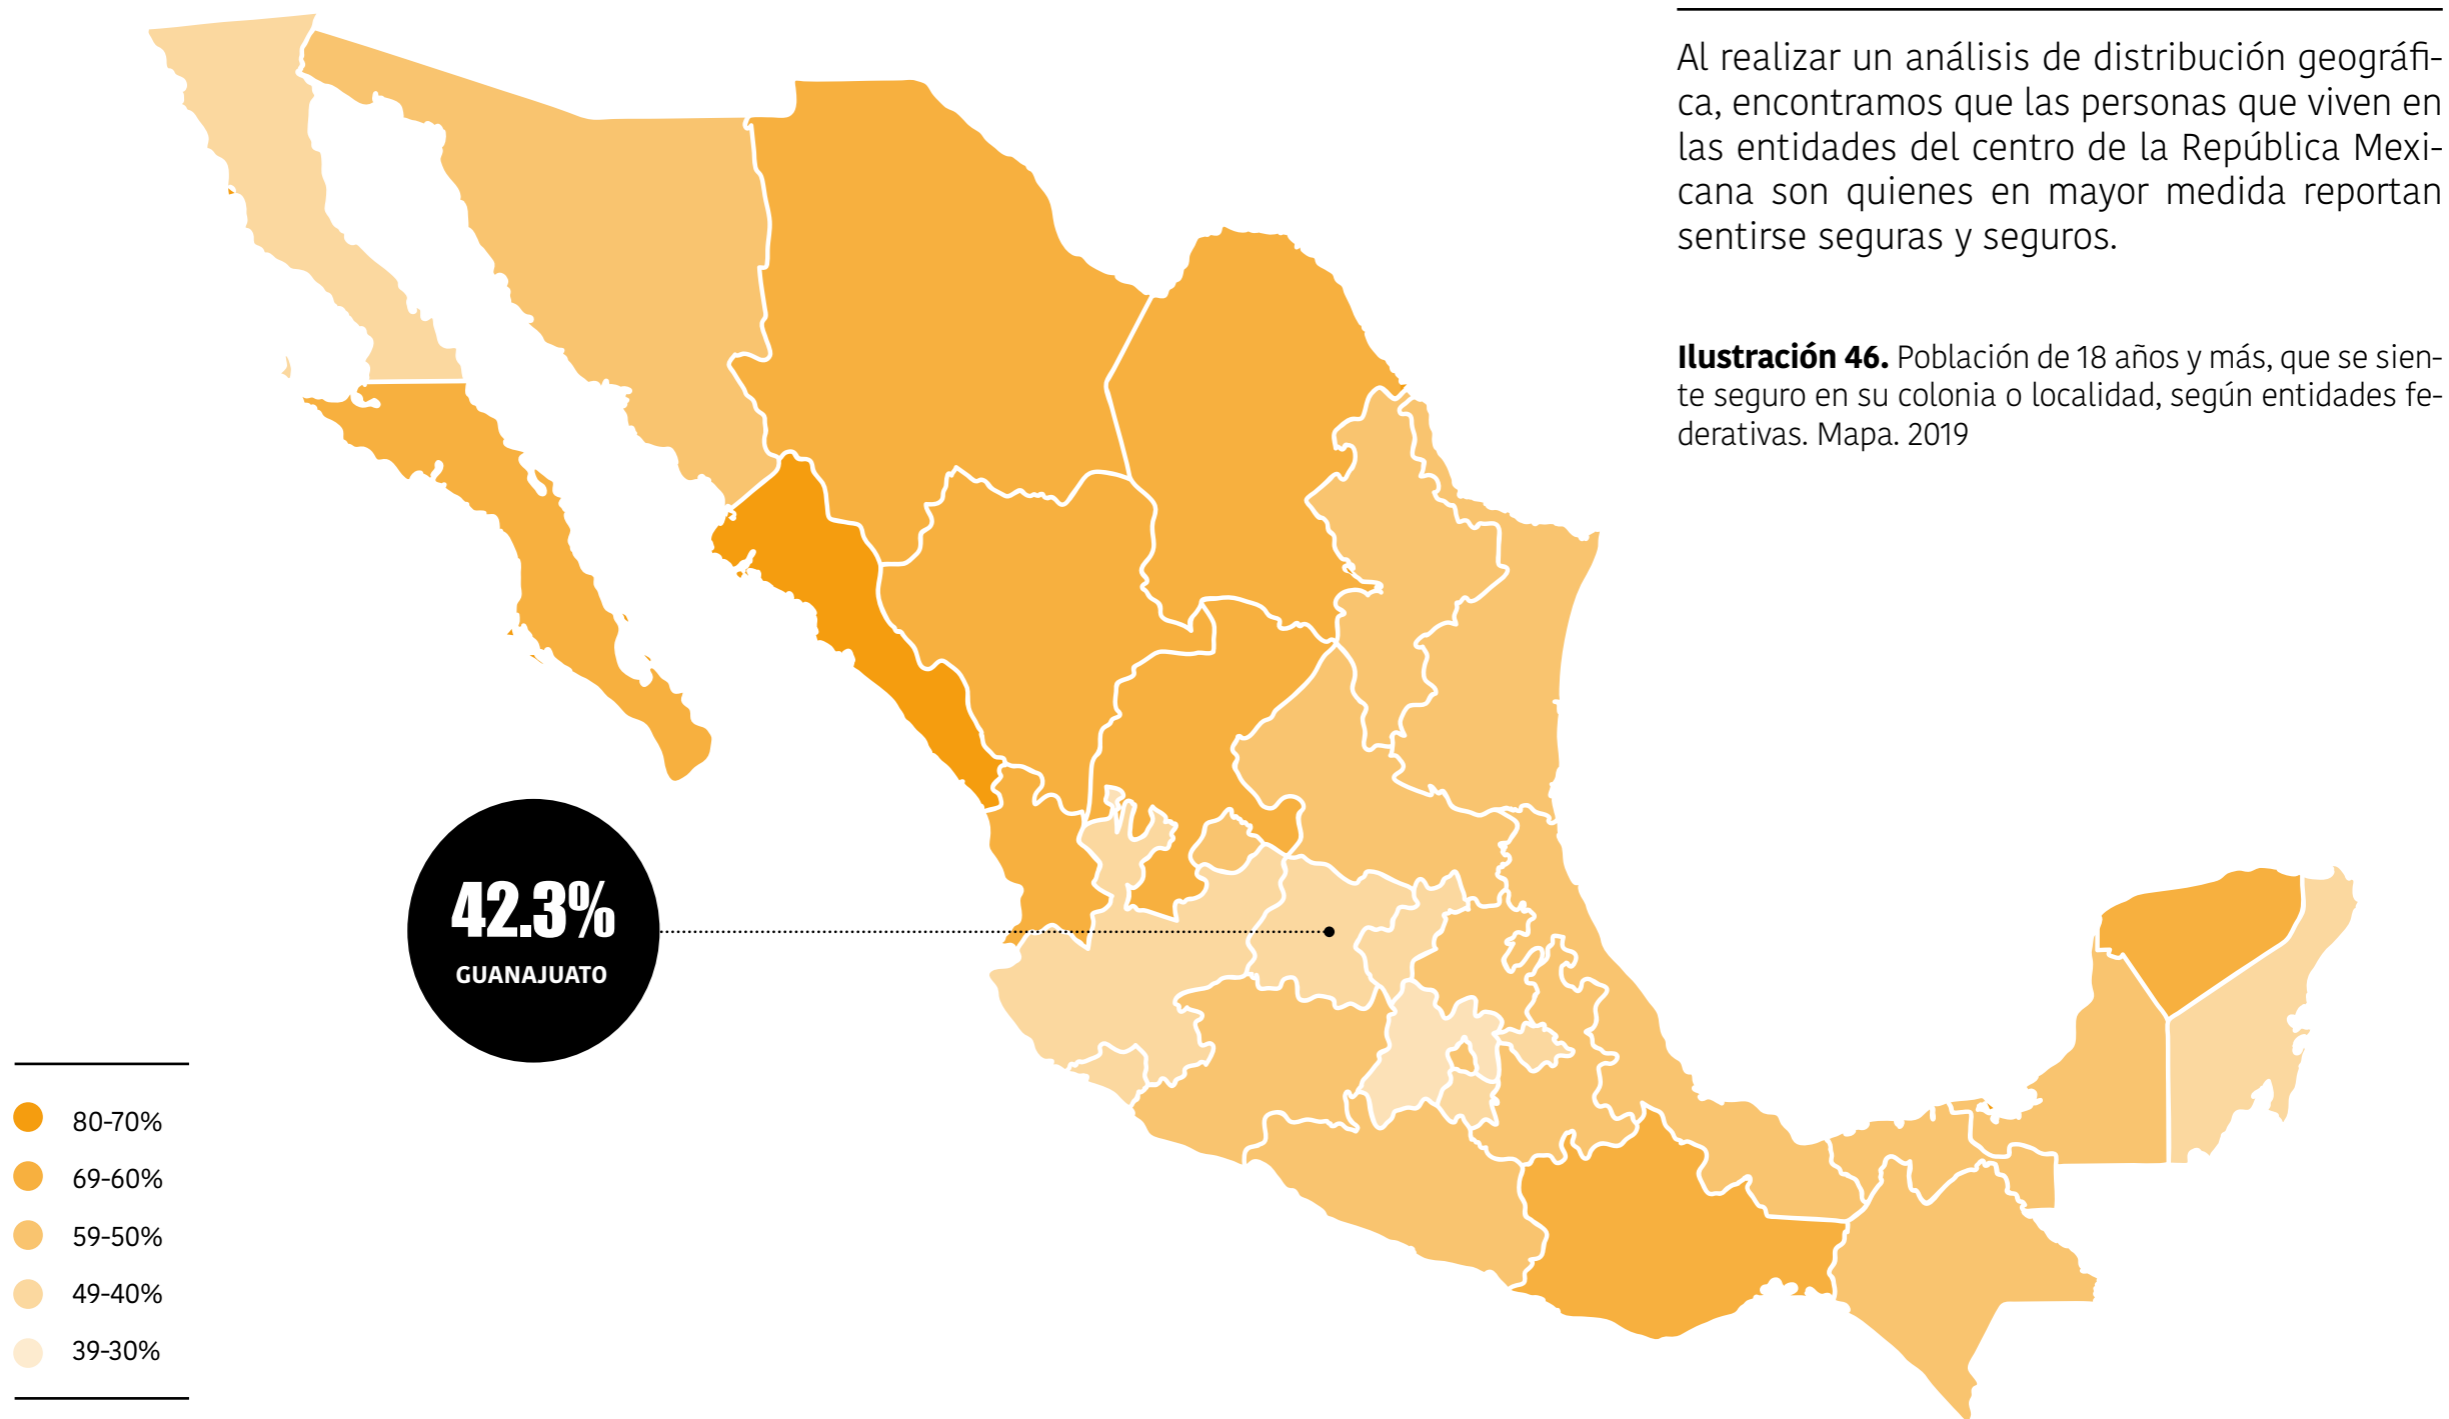 Al realizar un análisis de distribución geográfi-
ca, encontramos que las personas que viven en
las entidades del centro de la República Mexi-
cana son quienes en mayor medida reportan
sentirse seguras y seguros.
Ilustración 46. Población de 18 años y más, que se sien-
te seguro en su colonia o localidad, según entidades fe-
derativas. Mapa. 2019
42.3%
GUANAJUATO
80-70%
69-60%
59-50%
49-40%
39-30%